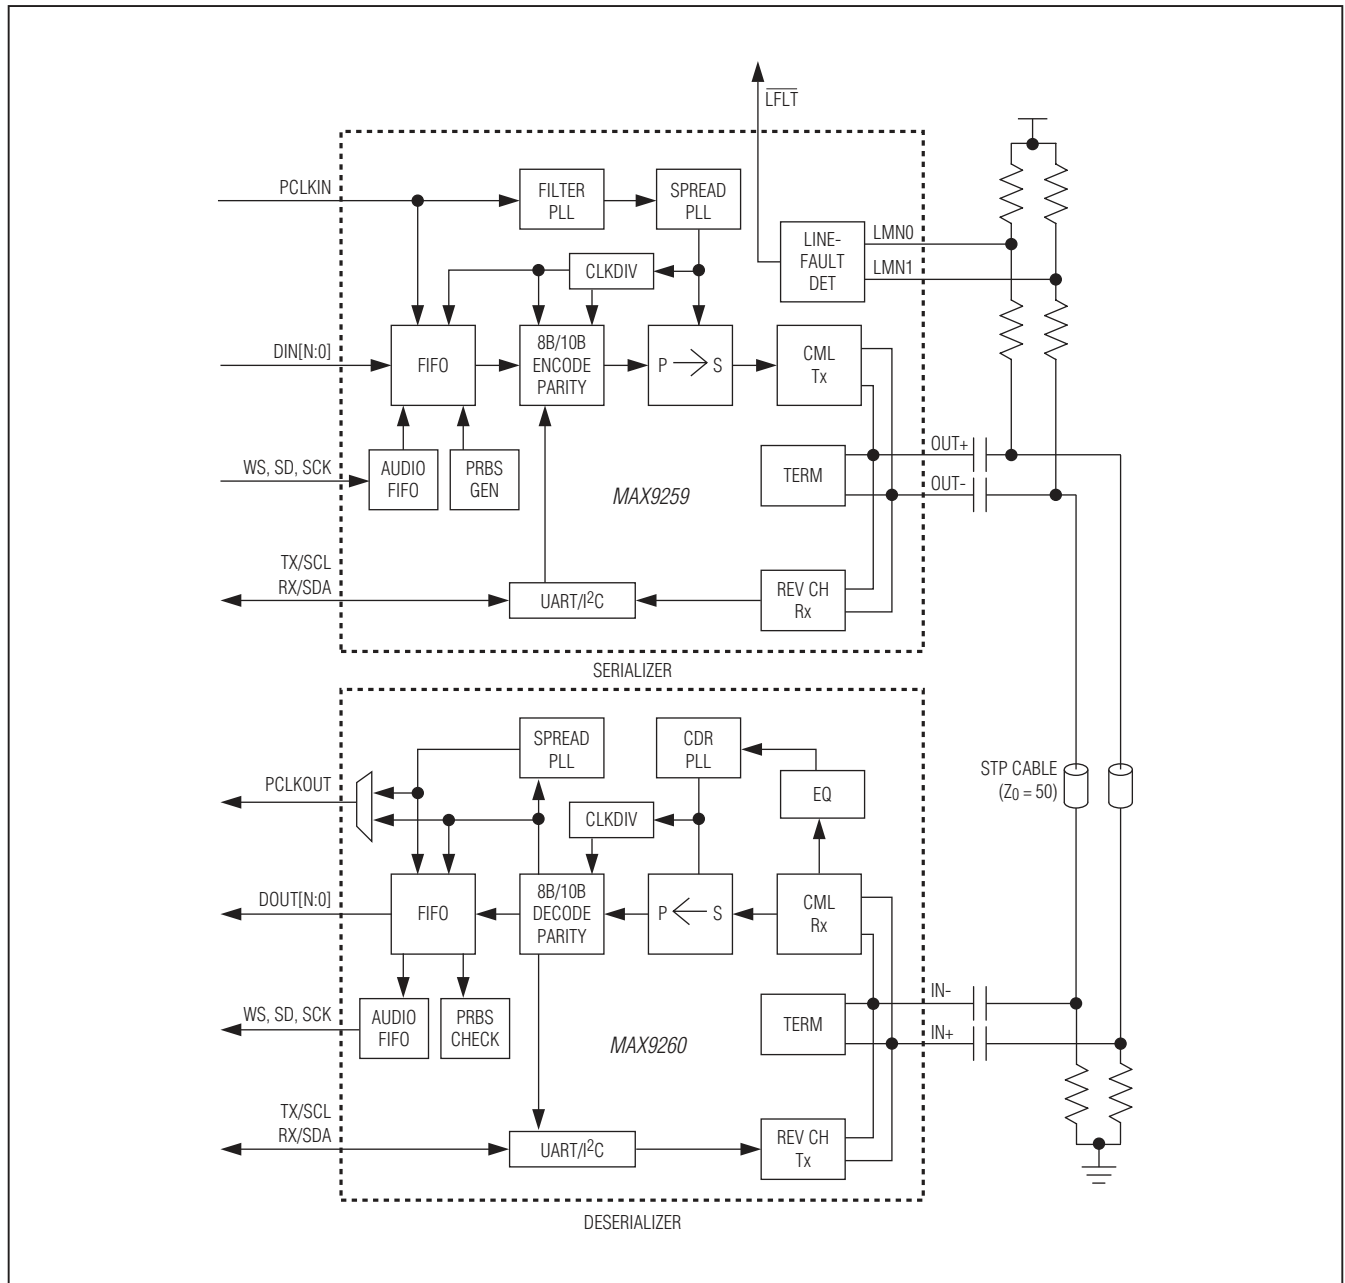 LFLT
PCLKIN
FILTER
PLL
SPREAD
PLL
LINE-
FAULT
DET
LMN0
LMN1
CLKDIV
DIN[N:0]
FIFO
8B/10B
ENCODE
PARITY
P
S
CML
Tx
WS, SD, SCK
AUDIO
FIFO
PRBS
GEN
MAX9259
TERM
OUT+
OUT-
TX/SCL
RX/SDA
UART/I2C
REV CH
Rx
SERIALIZER
SPREAD
PLL
CDR
PLL
PCLKOUT
EQ
STP CABLE
(Z0 = 50)
CLKDIV
DOUT[N:0]
FIFO
8B/10B
DECODE
PARITY
P
S
CML
Rx
WS, SD, SCK
AUDIO
FIFO
PRBS
CHECK
MAX9260
TERM
IN-
IN+
TX/SCL
RX/SDA
UART/I2C
REV CH
Tx
DESERIALIZER